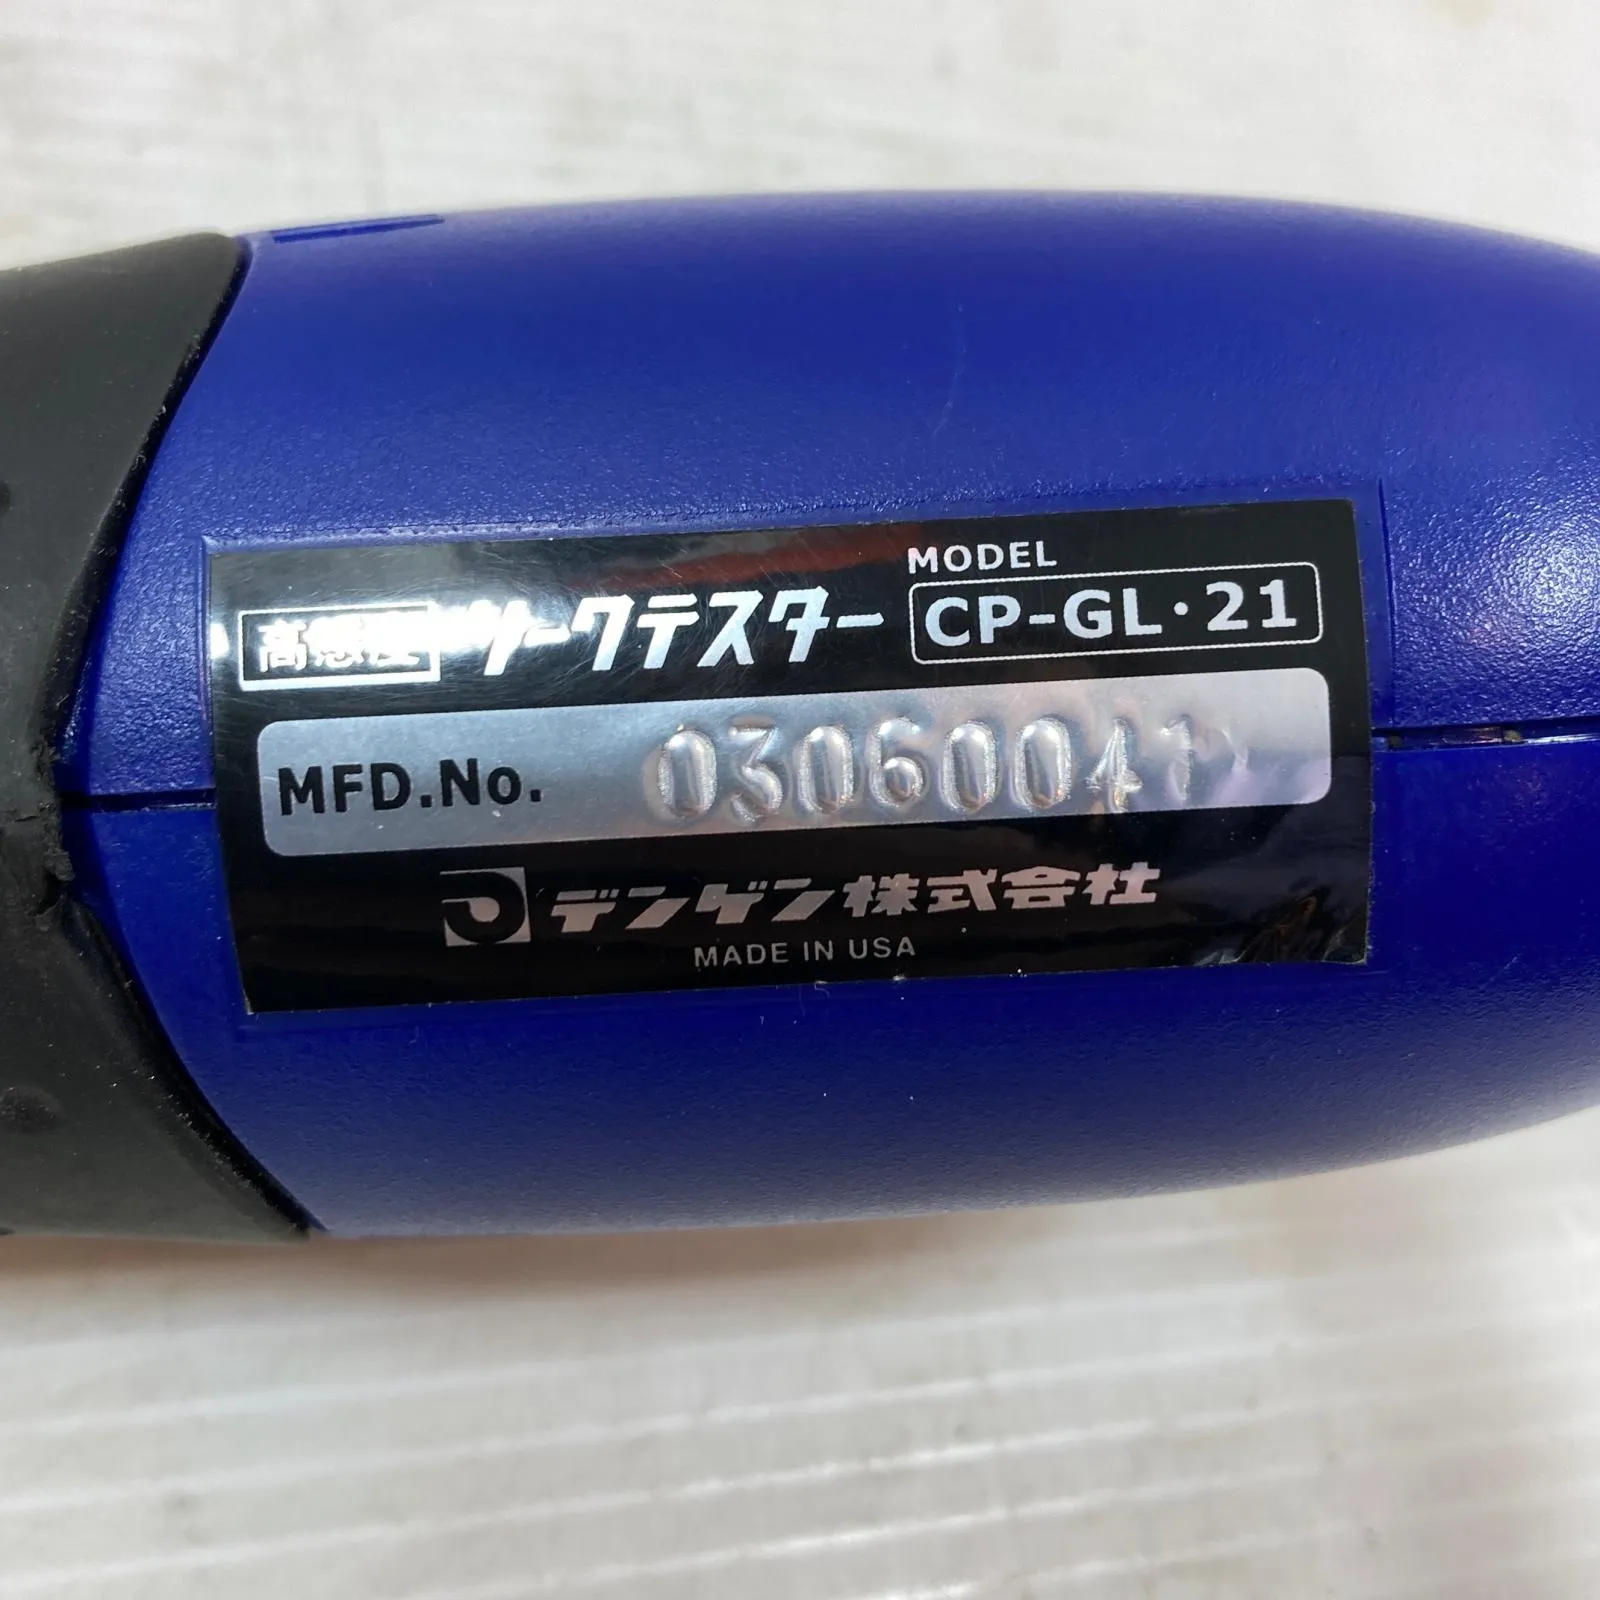 高感度 リークテスター
MODEL
CP-GL・21
MFD.No. 03060041
デンゲン株式会社
MADE IN USA